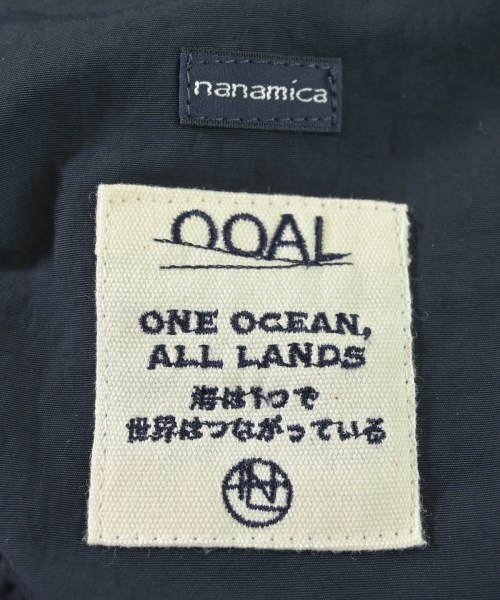 nanamica
OOAL
ONE OCEAN,
ALL LANDS
海は1つで
世界はつながっている